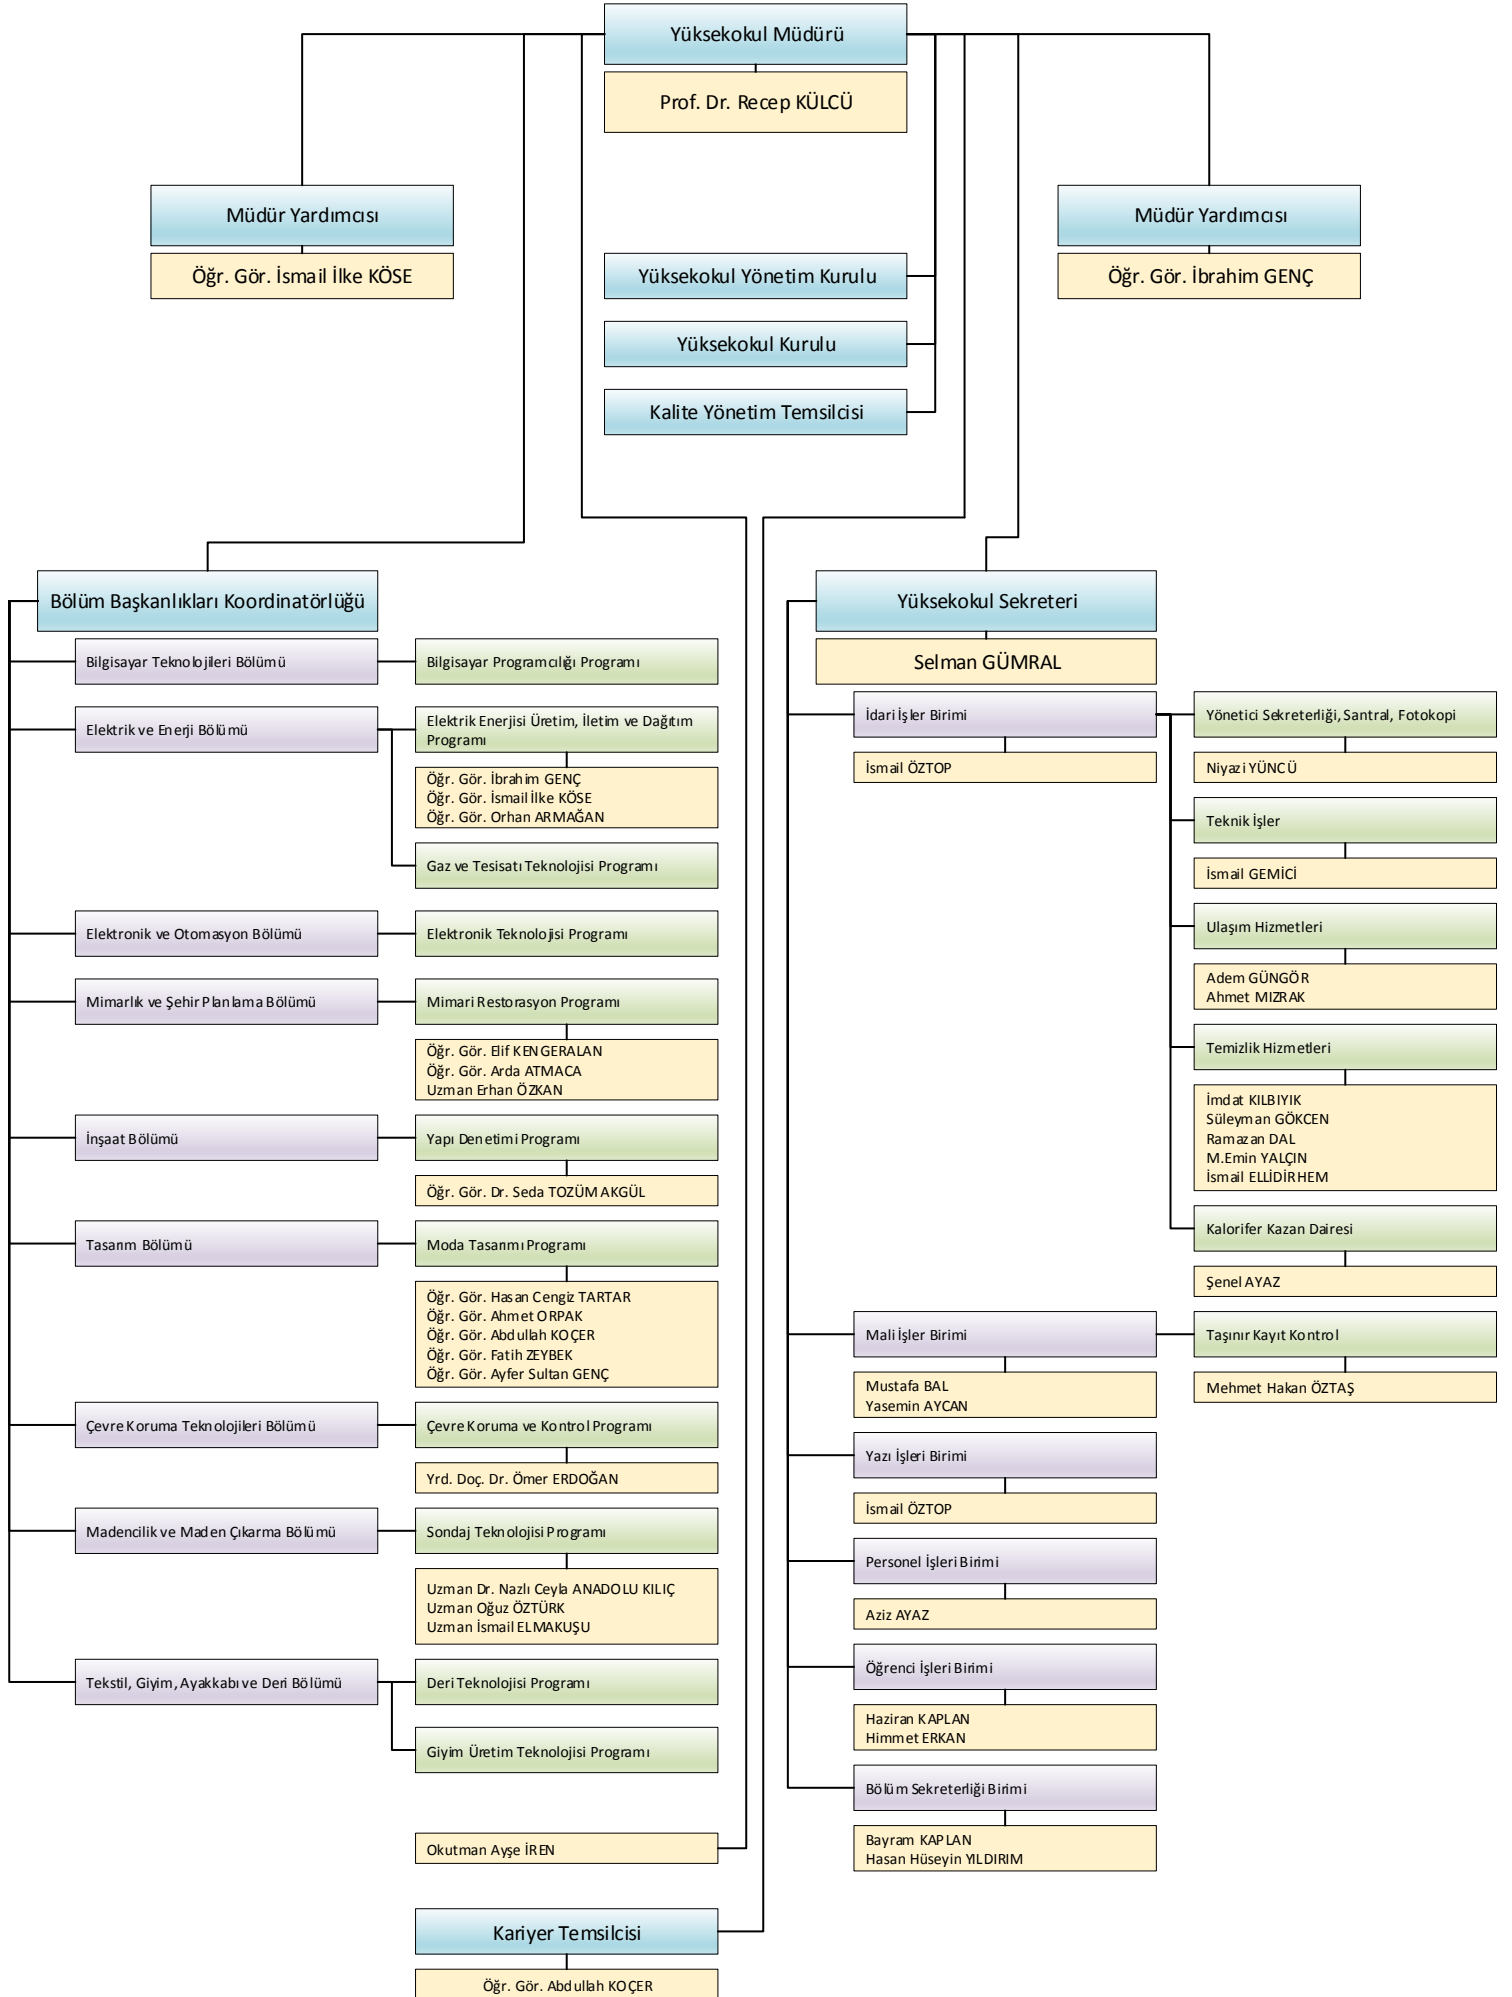 Yüksekokul Müdürü
Prof. Dr. Recep KÜLCÜ
Müdür Yardımcısı
Öğr. Gör. İsmail İlke KÖSE
Müdür Yardımcısı
Öğr. Gör. İbrahim GENÇ
Yüksekokul Yönetim Kurulu
Yüksekokul Kurulu
Kalite Yönetim Temsilcisi
Bölüm Başkanlıkları Koordinatörlüğü
Bilgisayar Teknolojileri Bölümü
Bilgisayar Programcılığı Programı
Elektrik ve Enerji Bölümü
Elektrik Enerjisi Üretim, İletim ve Dağıtım
Programı
Öğr. Gör. İbrahim GENÇ
Öğr. Gör. İsmail İlke KÖSE
Öğr. Gör. Orhan ARMAĞAN
Gaz ve Tesisatı Teknolojisi Programı
Elektronik ve Otomasyon Bölümü
Elektronik Teknolojisi Programı
Mimarlık ve Şehir Planlama Bölümü
Mimari Restorasyon Programı
Öğr. Gör. Elif KENGERALAN
Öğr. Gör. Arda ATMACA
Uzman Erhan ÖZKAN
İnşaat Bölümü
Yapı Denetimi Programı
Öğr. Gör. Dr. Seda TOZÜM AKGÜL
Tasarım Bölümü
Moda Tasarımı Programı
Öğr. Gör. Hasan Cengiz TARTAR
Öğr. Gör. Ahmet ORPAK
Öğr. Gör. Abdullah KOÇER
Öğr. Gör. Fatih ZEYBEK
Öğr. Gör. Ayfer Sultan GENÇ
Çevre Koruma Teknolojileri Bölümü
Çevre Koruma ve Kontrol Programı
Yrd. Doç. Dr. Ömer ERDOĞAN
Madencilik ve Maden Çıkarma Bölümü
Sondaj Teknolojisi Programı
Uzman Dr. Nazlı Ceyla ANADOLU KILIÇ
Uzman Oğuz ÖZTÜRK
Uzman İsmail ELMAKUŞU
Tekstil, Giyim, Ayakkabı ve Deri Bölümü
Deri Teknolojisi Programı
Giyim Üretim Teknolojisi Programı
Okutman Ayşe İREN
Kariyer Temsilcisi
Öğr. Gör. Abdullah KOÇER
Yüksekokul Sekreteri
Selman GÜMRAL
İdari İşler Birimi
İsmail ÖZTOP
Yönetici Sekreterliği, Santral, Fotokopi
Niyazi YÜNCÜ
Teknik İşler
İsmail GEMİCİ
Ulaşım Hizmetleri
Adem GÜNGÖR
Ahmet MIZRAK
Temizlik Hizmetleri
İmdat KILBIYIK
Süleyman GÖKCEN
Ramazan DAL
M.Emin YALÇIN
İsmail ELLİDİRHEM
Kalorifer Kazan Dairesi
Şenel AYAZ
Mali İşler Birimi
Mustafa BAL
Yasemin AYCAN
Taşınır Kayıt Kontrol
Mehmet Hakan ÖZTAŞ
Yazı İşleri Birimi
İsmail ÖZTOP
Personel İşleri Birimi
Aziz AYAZ
Öğrenci İşleri Birimi
Haziran KAPLAN
Himmet ERKAN
Bölüm Sekreterliği Birimi
Bayram KAPLAN
Hasan Hüseyin YILDIRIM